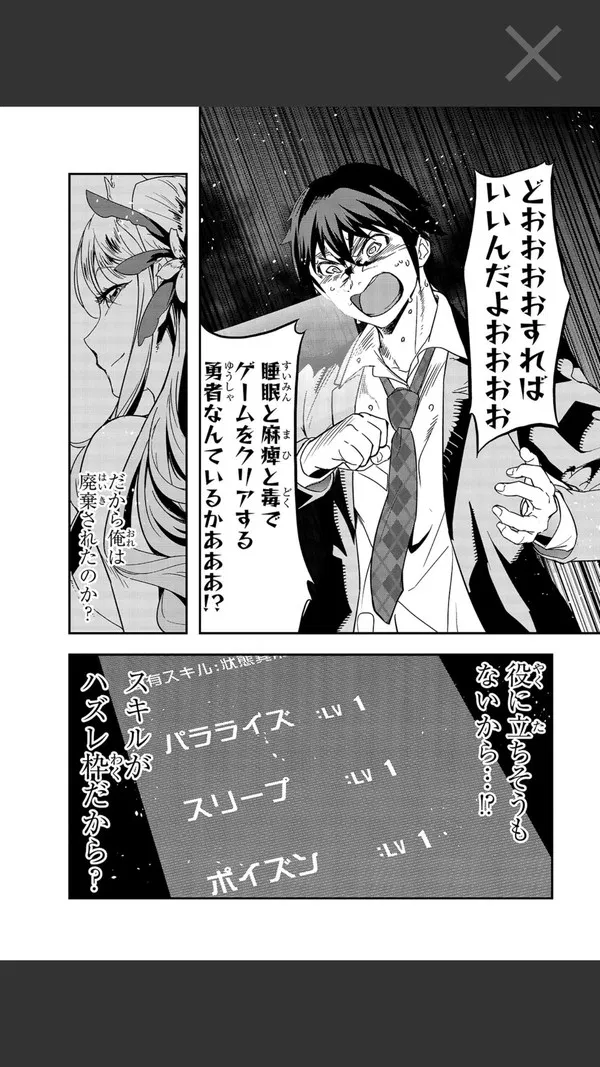 どおおおおすれば
いいんだよおおおお
睡眠と麻痺と毒で
ゲームをクリアする
勇者なんているかあああ!?
だから俺は
廃棄されたのか?
役に立ちそうも
ないから…!?
有スキル:状態異常
パラライズ :LV 1
スリープ :LV 1
ポイズン :LV 1
スキルが
ハズレ枠だから?